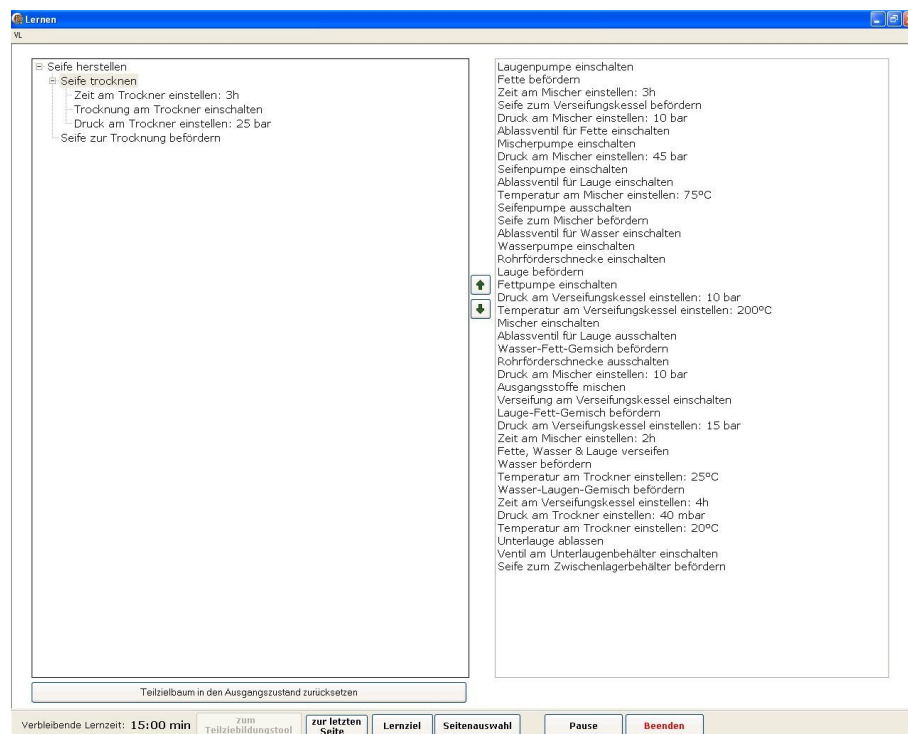 Lernen
VL
Seife herstellen
Seife trocknen
Zeit am Trockner einstellen: 3h
Trocknung am Trockner einschalten
Druck am Trockner einstellen: 25 bar
Seife zur Trocknung befördern
Laugenpumpe einschalten
Fette befördern
Zeit am Mischer einstellen: 3h
Seife zum Verseifungskessel befördern
Druck am Mischer einstellen: 10 bar
Ablassventil für Fette einschalten
Mischerpumpe einschalten
Druck am Mischer einstellen: 45 bar
Seifenpumpe einschalten
Ablassventil für Lauge einschalten
Temperatur am Mischer einstellen: 75ºC
Seifenpumpe ausschalten
Seife zum Mischer befördern
Ablassventil für Wasser einschalten
Wasserpumpe einschalten
Rohrförderschnecke einschalten
Lauge befördern
Fettpumpe einschalten
Druck am Verseifungskessel einstellen: 10 bar
Temperatur am Verseifungskessel einstellen: 200ºC
Mischer einschalten
Ablassventil für Lauge ausschalten
Wasser-Fett-Gemsich befördern
Rohrförderschnecke ausschalten
Druck am Mischer einstellen: 10 bar
Ausgangsstoffe mischen
Verseifung am Verseifungskessel einschalten
Lauge-Fett-Gemisch befördern
Druck am Verseifungskessel einstellen: 15 bar
Zeit am Mischer einstellen: 2h
Fette, Wasser & Lauge verseifen
Wasser befördern
Temperatur am Trockner einstellen: 25ºC
Wasser-Laugen-Gemisch befördern
Zeit am Verseifungskessel einstellen: 4h
Druck am Trockner einstellen: 40 mbar
Temperatur am Trockner einstellen: 20ºC
Unterlauge ablassen
Ventil am Unterlaugenbehälter einschalten
Seife zum Zwischenlagerbehälter befördern
Teilzielbaum in den Ausgangszustand zurücksetzen
Verbleibende Lernzeit: 15:00 min
zum
Teilziebildungstool
zur letzten
Seite
Lernziel
Seitenauswahl
Pause
Beenden